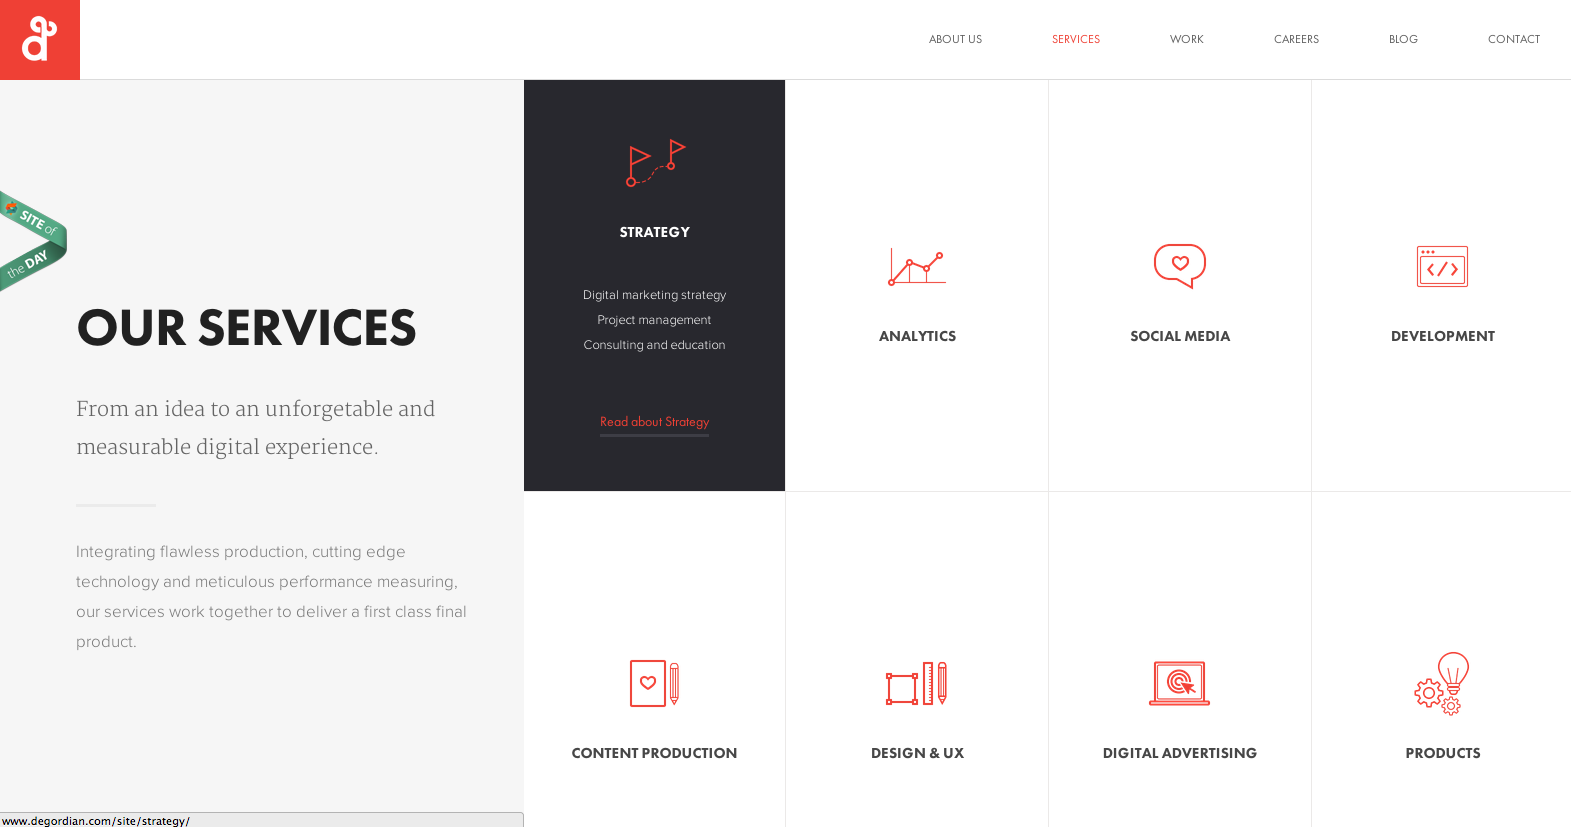 ABOUT US
SERVICES
WORK
CAREERS
BLOG
CONTACT
SITE of
the DAY
OUR SERVICES
From an idea to an unforgetable and
measurable digital experience.
Integrating flawless production, cutting edge
technology and meticulous performance measuring,
our services work together to deliver a first class final
product.
STRATEGY
Digital marketing strategy
Project management
Consulting and education
Read about Strategy
ANALYTICS
SOCIAL MEDIA
DEVELOPMENT
CONTENT PRODUCTION
DESIGN & UX
DIGITAL ADVERTISING
PRODUCTS
www.degordian.com/site/strategy/